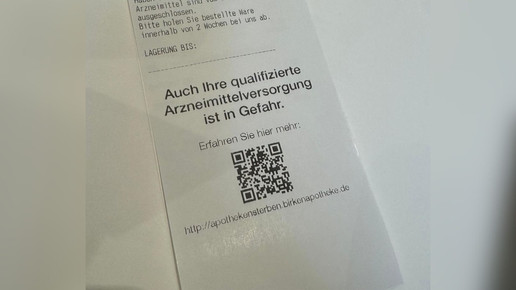 Arzneimittel sind
ausgeschlossen.
Bitte holen Sie bestellte Ware
innerhalb von 2 Wochen bei uns ab.
LAGERUNG BIS:
Auch Ihre qualifizierte
Arzneimittelversorgung
ist in Gefahr.
Erfahren Sie hier mehr:
http://apothekensterben.birkenapotheke.de